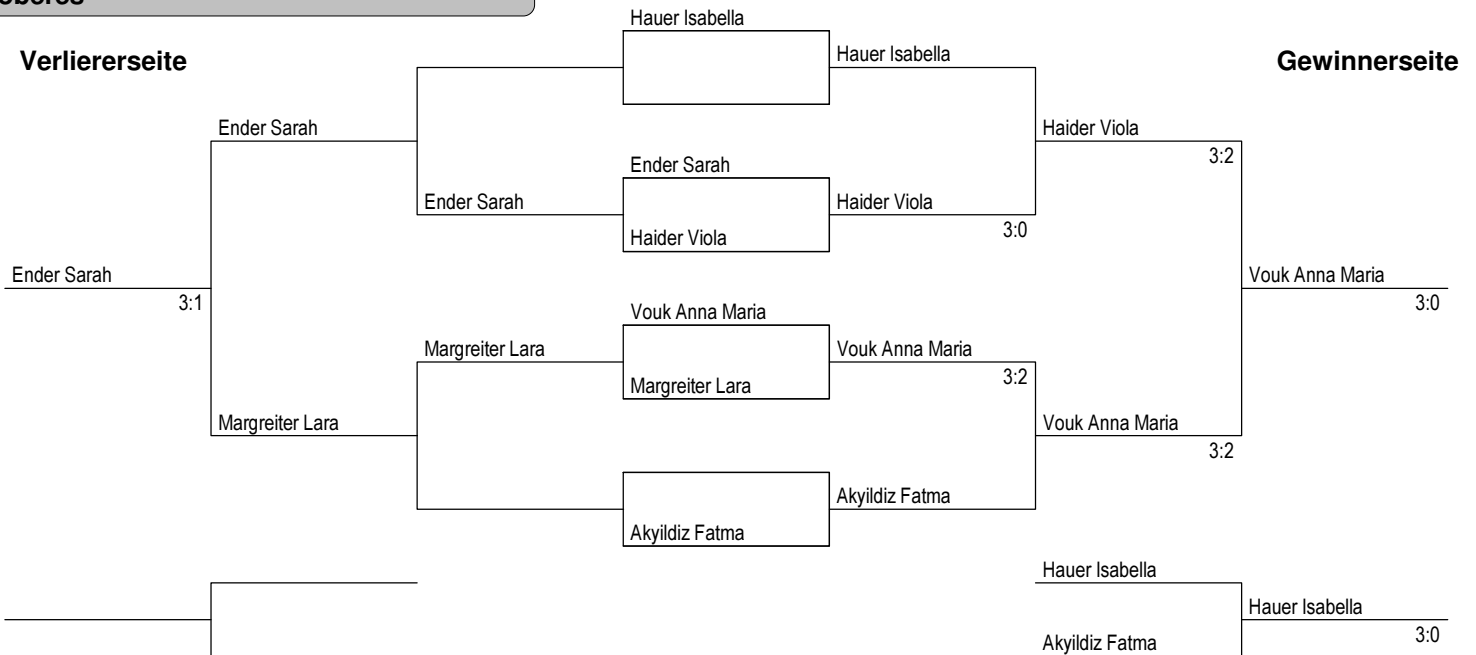 Hauer Isabella
Verliererseite
Hauer Isabella
Gewinnerseite
Ender Sarah
Haider Viola
3:2
Ender Sarah
Ender Sarah
Haider Viola
3:0
Haider Viola
Ender Sarah
3:1
Vouk Anna Maria
3:0
Vouk Anna Maria
Margreiter Lara
Vouk Anna Maria
3:2
Margreiter Lara
Margreiter Lara
Vouk Anna Maria
3:2
Akyildiz Fatma
Akyildiz Fatma
Hauer Isabella
Hauer Isabella
3:0
Akyildiz Fatma